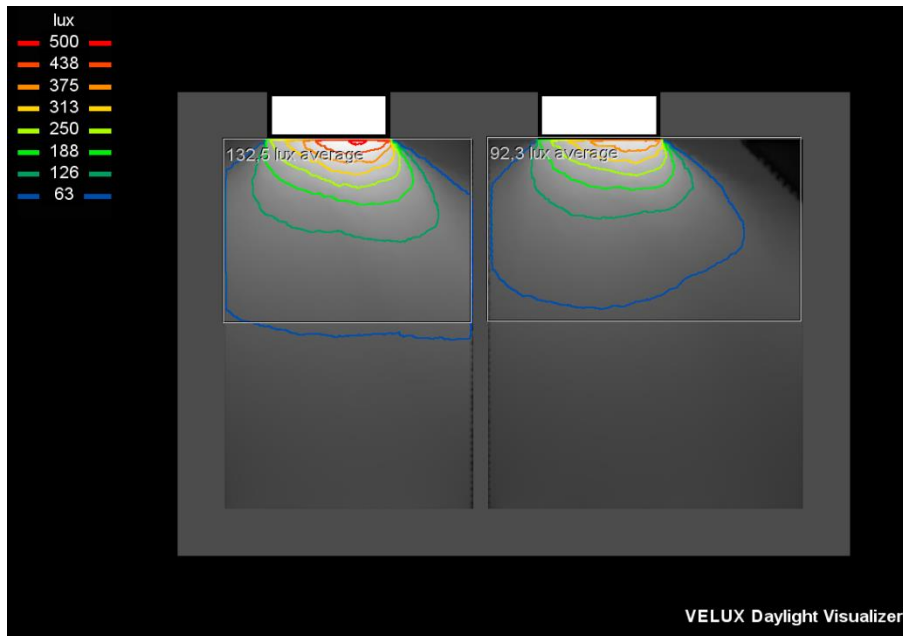 lux
500
438
375
313
250
188
126
63
132,5 lux average
92,3 lux average
VELUX Daylight Visualizer